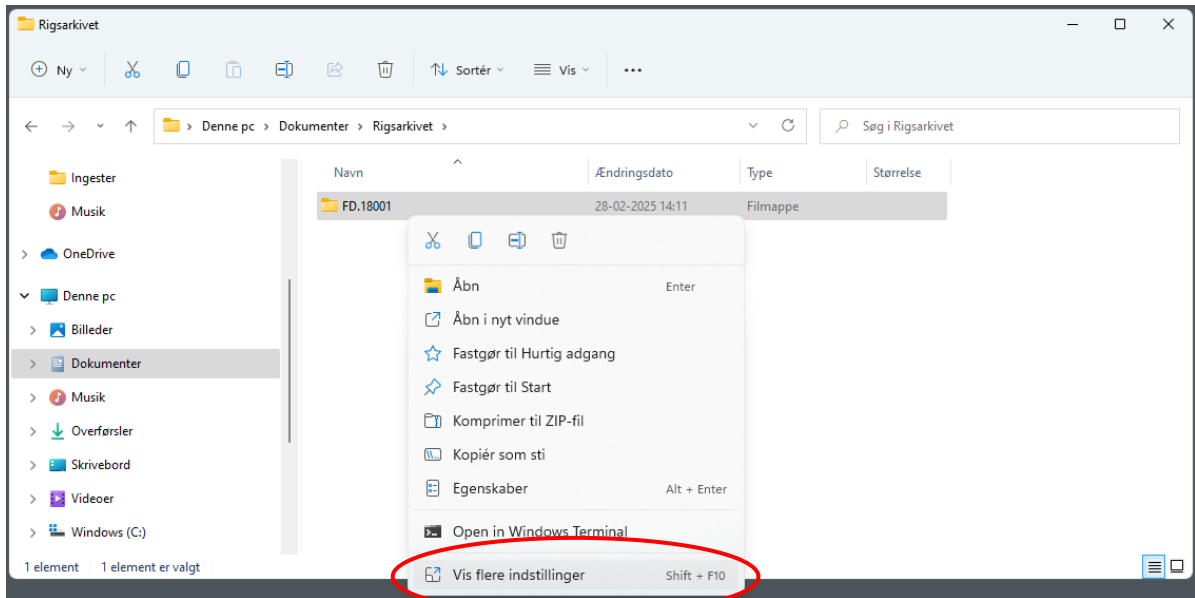 Rigsarkivet
Ny
Sortér
Vis
Denne pc > Dokumenter > Rigsarkivet >
Søg i Rigsarkivet
Ingester
Musik
OneDrive
Denne pc
Billeder
Dokumenter
Musik
Overførsler
Skrivebord
Videoer
Windows (C:)
Navn Ændringsdato Type Størrelse
FD.18001 28-02-2025 14:11 Filmappe
Åbn Enter
Åbn i nyt vindue
Fastgør til Hurtig adgang
Fastgør til Start
Komprimer til ZIP-fil
Kopiér som sti
Egenskaber Alt + Enter
Open in Windows Terminal
Vis flere indstillinger Shift + F10
1 element 1 element er valgt